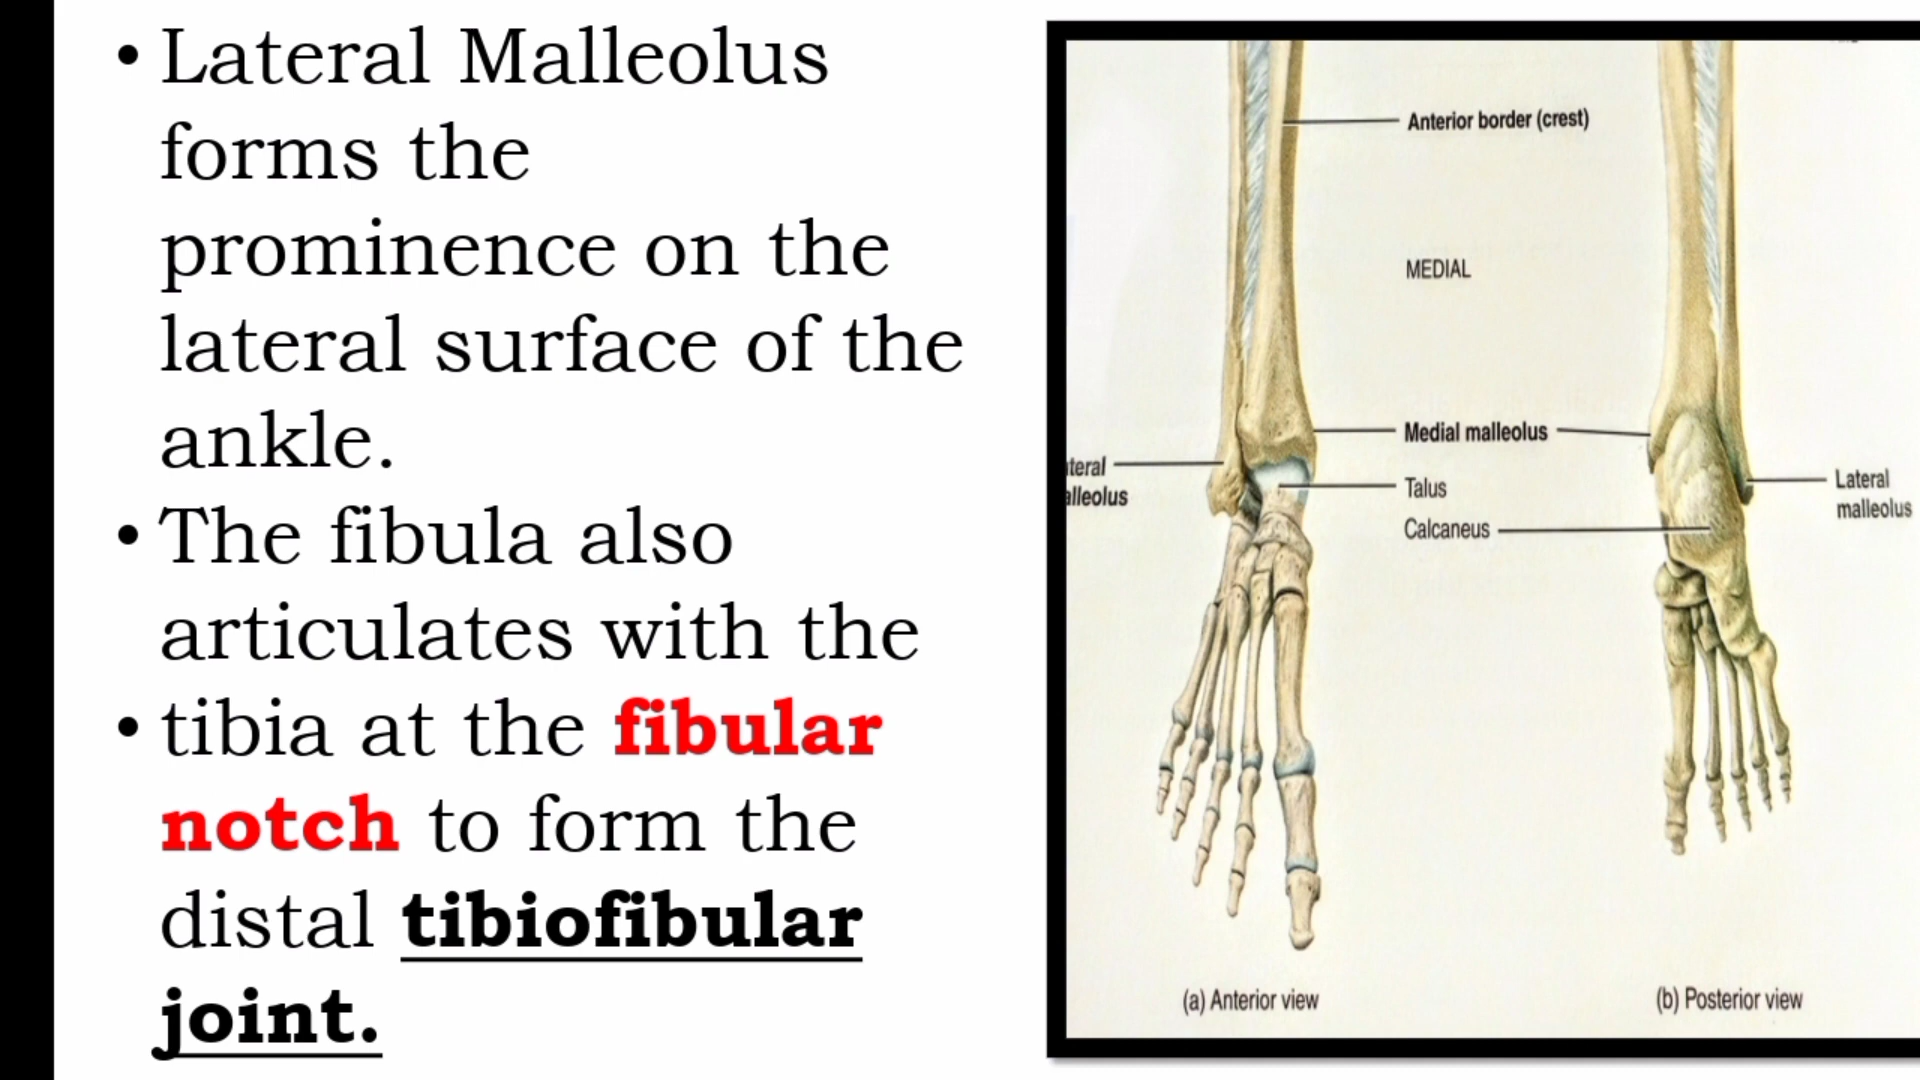 • Lateral Malleolus
forms the
prominence on the
lateral surface of the
ankle.
• The fibula also
articulates with the
• tibia at the fibular
notch to form the
distal tibiofibular
joint.
Anterior border (crest)
MEDIAL
Medial malleolus
teral
alleolus
Talus
Calcaneus
Lateral
malleolus
(a) Anterior view
(b) Posterior view